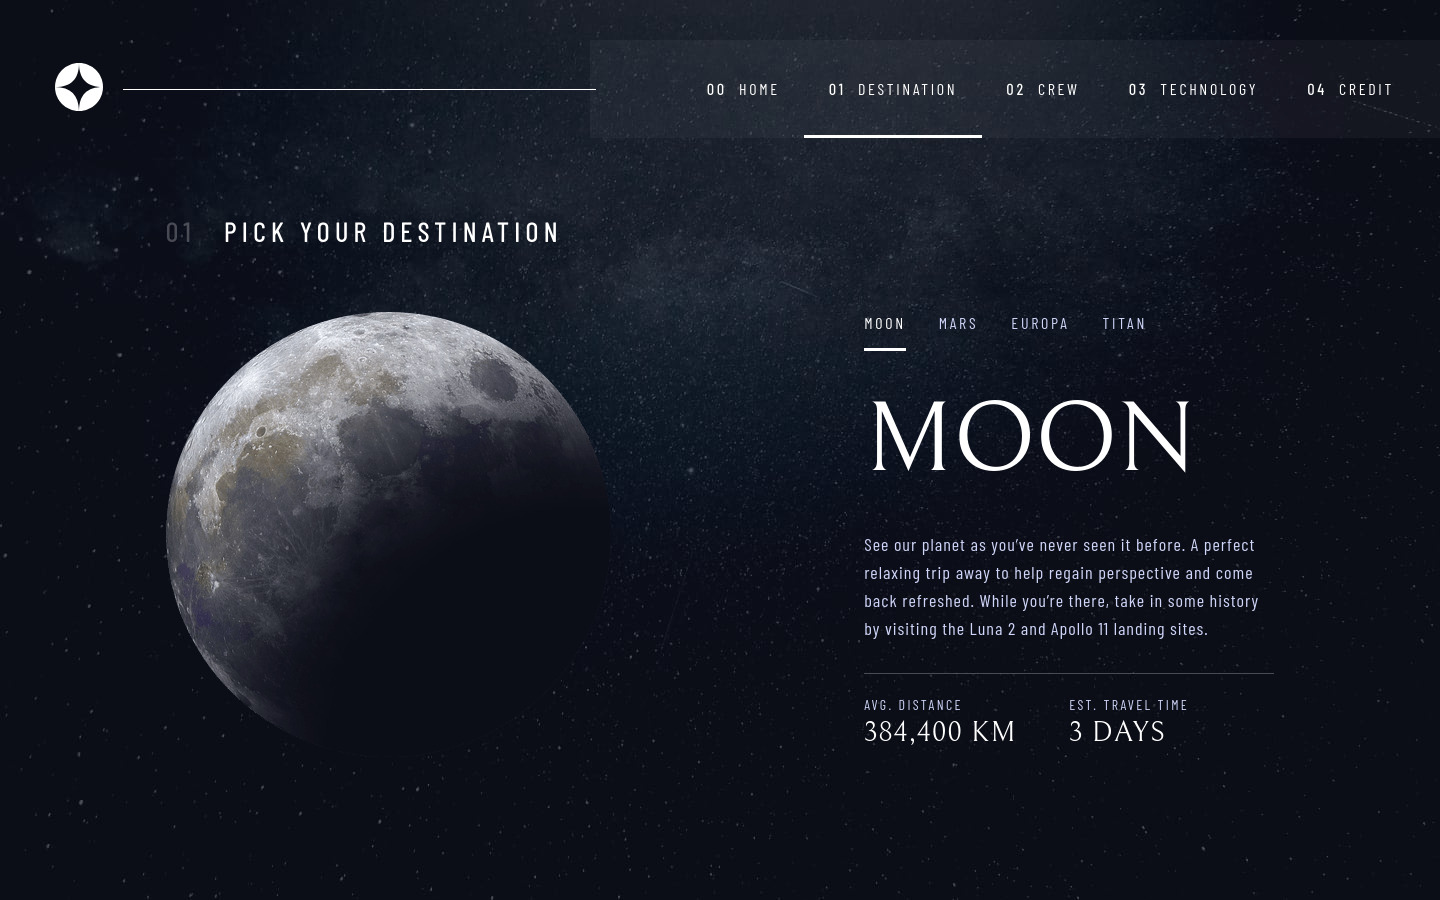 00 HOME 01 DESTINATION 02 CREW 03 TECHNOLOGY 04 CREDIT
01 PICK YOUR DESTINATION
MOON MARS EUROPA TITAN
MOON
See our planet as you’ve never seen it before. A perfect
relaxing trip away to help regain perspective and come
back refreshed. While you’re there, take in some history
by visiting the Luna 2 and Apollo 11 landing sites.
AVG. DISTANCE EST. TRAVEL TIME
384,400 KM 3 DAYS